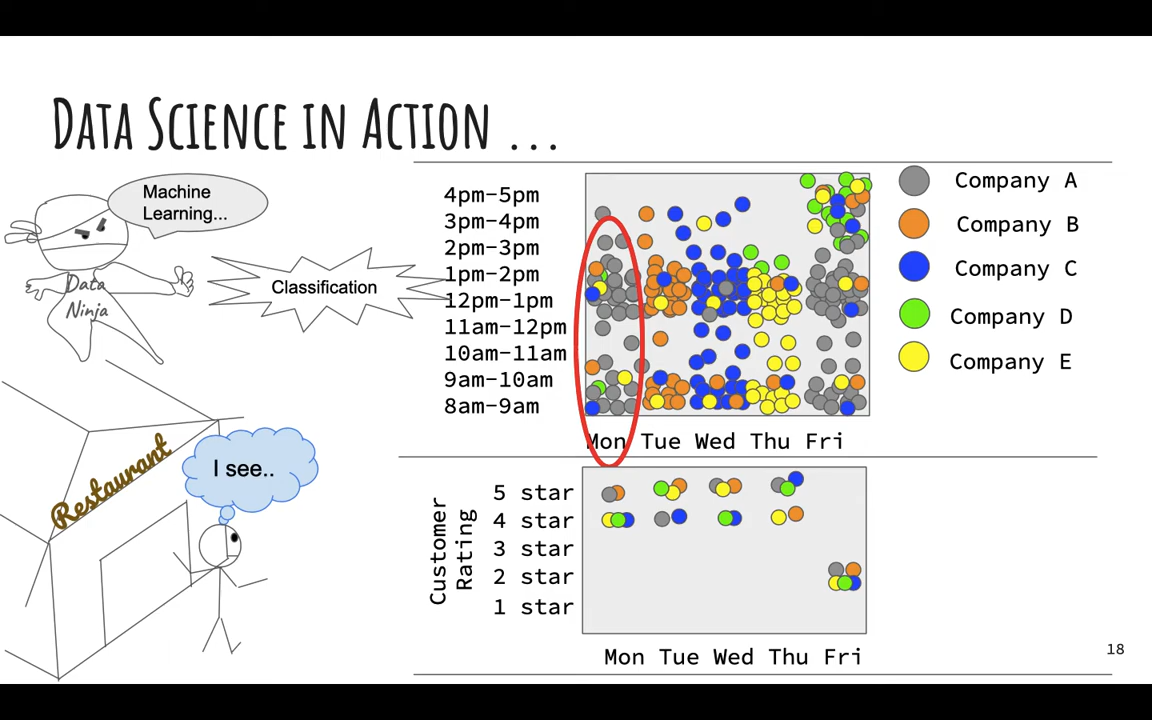 Data Science in Action ...
Machine
Learning...
Data
Ninja
Classification
Restaurant
I see..
4pm-5pm
3pm-4pm
2pm-3pm
1pm-2pm
12pm-1pm
11am-12pm
10am-11am
9am-10am
8am-9am
Mon Tue Wed Thu Fri
Company A
Company B
Company C
Company D
Company E
Customer
Rating
5 star
4 star
3 star
2 star
1 star
Mon Tue Wed Thu Fri
18